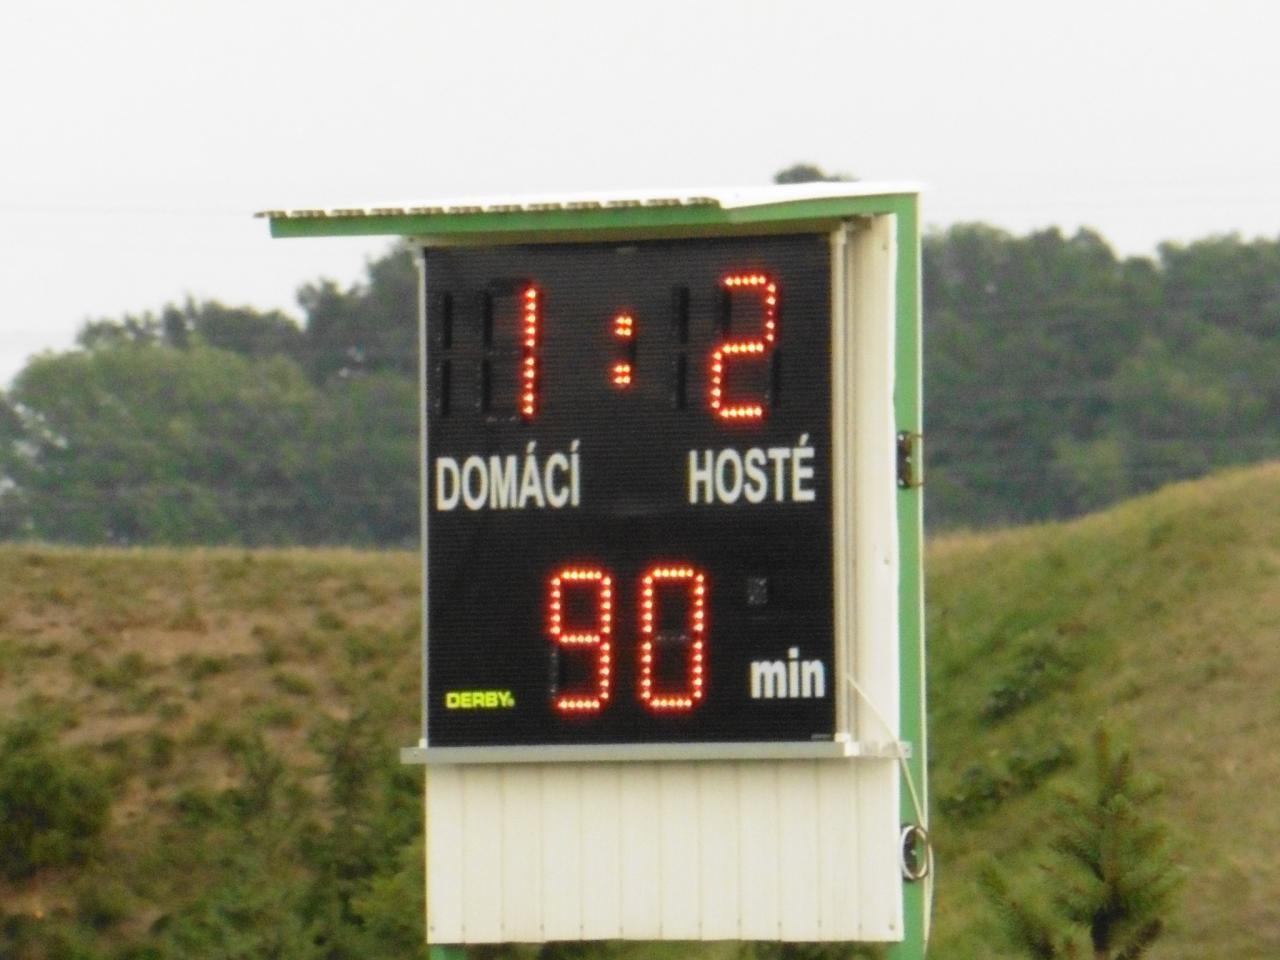 1 : 2
DOMÁCÍ HOSTÉ
90
min
DERBY